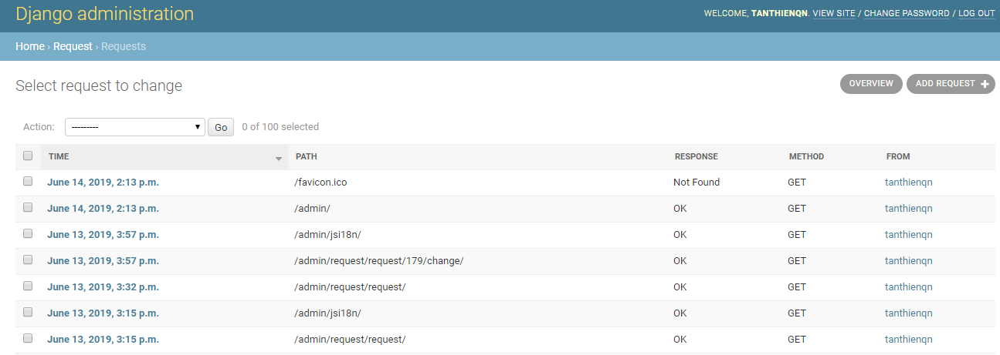 Django administration WELCOME, TANTHIENQN. VIEW SITE / CHANGE PASSWORD / LOG OUT
Home › Request › Requests
Select request to change OVERVIEW ADD REQUEST +
Action: --------- Go 0 of 100 selected
TIME PATH RESPONSE METHOD FROM
June 14, 2019, 2:13 p.m. /favicon.ico Not Found GET tanthienqn
June 14, 2019, 2:13 p.m. /admin/ OK GET tanthienqn
June 13, 2019, 3:57 p.m. /admin/jsi18n/ OK GET tanthienqn
June 13, 2019, 3:57 p.m. /admin/request/request/179/change/ OK GET tanthienqn
June 13, 2019, 3:32 p.m. /admin/request/request/ OK GET tanthienqn
June 13, 2019, 3:15 p.m. /admin/jsi18n/ OK GET tanthienqn
June 13, 2019, 3:15 p.m. /admin/request/request/ OK GET tanthienqn